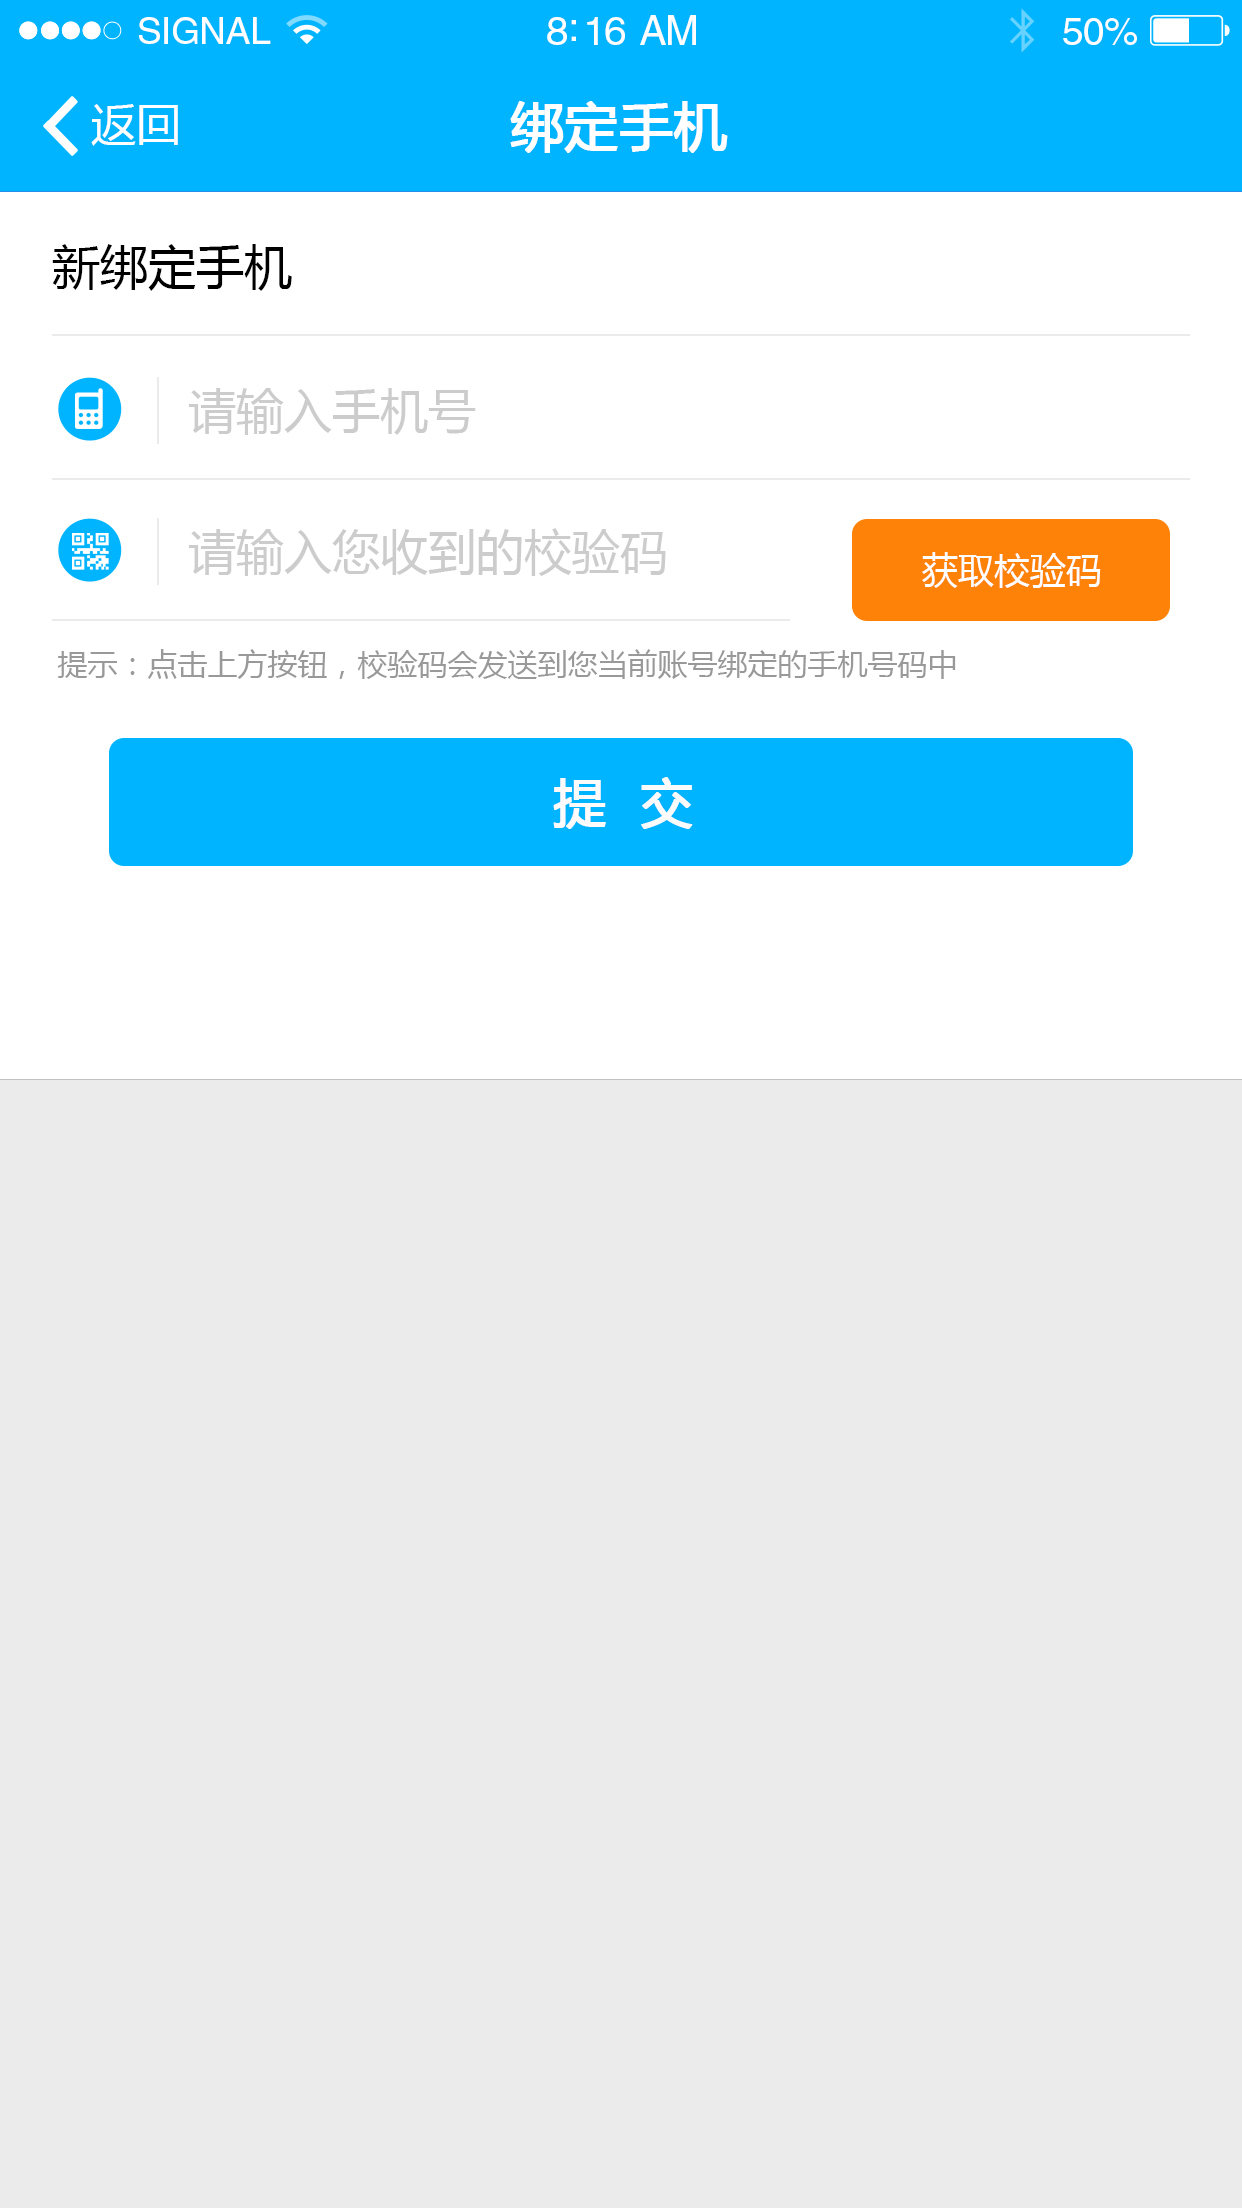 SIGNAL 8:16 AM 50%
返回 绑定手机
新绑定手机
请输入手机号
请输入您收到的校验码 获取校验码
提示：点击上方按钮，校验码会发送到您当前账号绑定的手机号码中
提 交